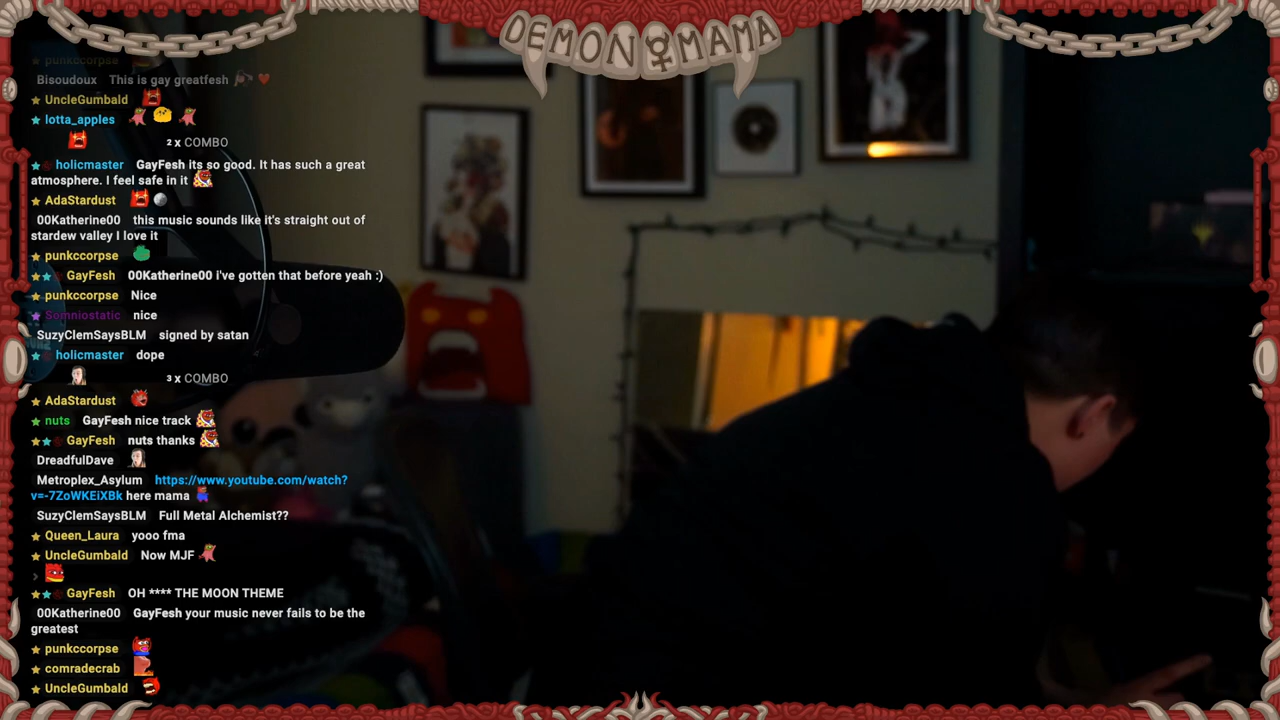 DEMON MAMA
punkccorpse
Bisoudoux This is gay greatfesh
UncleGumbald
lotta_apples
2 x COMBO
holicmaster GayFesh its so good. It has such a great
atmosphere. I feel safe in it
AdaStardust
00Katherine00 this music sounds like it's straight out of
stardew valley I love it
punkccorpse
GayFesh 00Katherine00 i've gotten that before yeah :)
punkccorpse Nice
Somniostatic nice
SuzyClemSaysBLM signed by satan
holicmaster dope
3 x COMBO
AdaStardust
nuts GayFesh nice track
GayFesh nuts thanks
DreadfulDave
Metroplex_Asylum https://www.youtube.com/watch?
v=-7ZoWKEiXBk here mama
SuzyClemSaysBLM Full Metal Alchemist??
Queen_Laura yooo fma
UncleGumbald Now MJF
GayFesh OH **** THE MOON THEME
00Katherine00 GayFesh your music never fails to be the
greatest
punkccorpse
comradecrab
UncleGumbald